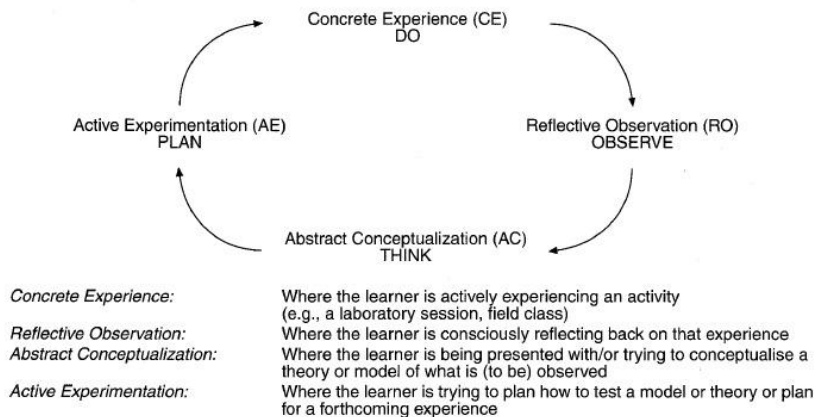 Concrete Experience (CE)
DO
Active Experimentation (AE)
PLAN
Reflective Observation (RO)
OBSERVE
Abstract Conceptualization (AC)
THINK
Concrete Experience: Where the learner is actively experiencing an activity
(e.g., a laboratory session, field class)
Reflective Observation: Where the learner is consciously reflecting back on that experience
Abstract Conceptualization: Where the learner is being presented with/or trying to conceptualise a
theory or model of what is (to be) observed
Active Experimentation: Where the learner is trying to plan how to test a model or theory or plan
for a forthcoming experience